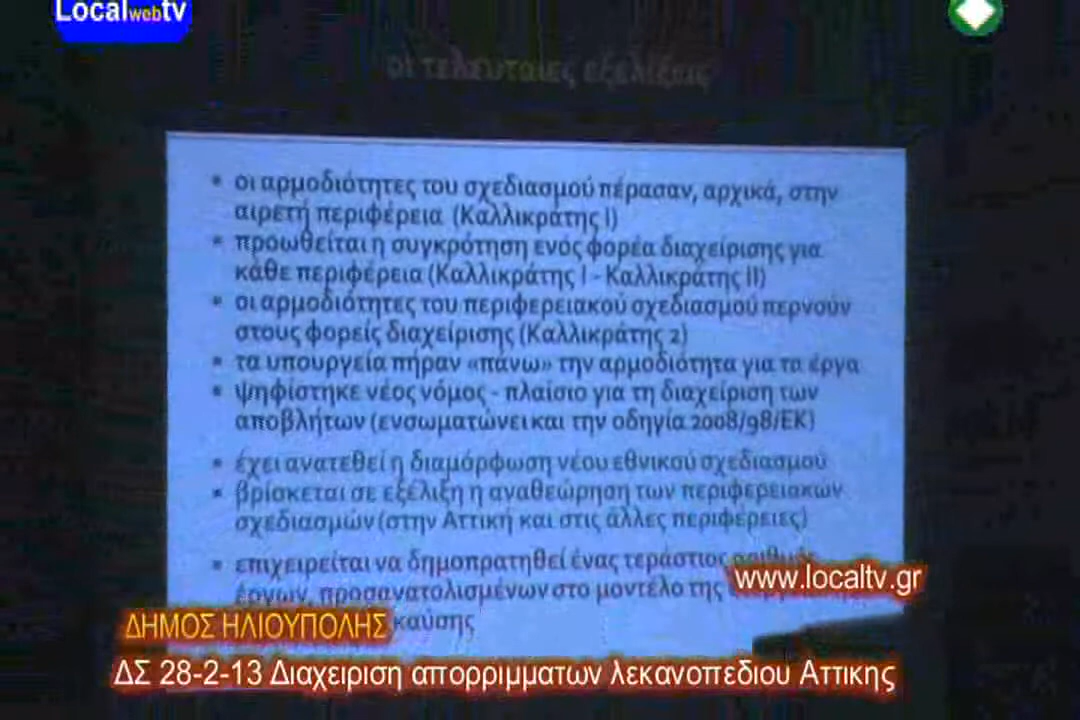 Localwebtv
οι τελευταίες εξελίξεις
• οι αρμοδιότητες του σχεδιασμού πέρασαν, αρχικά, στην
αιρετή περιφέρεια (Καλλικράτης Ι)
• προωθείται η συγκρότηση ενός φορέα διαχείρισης για
κάθε περιφέρεια (Καλλικράτης Ι - Καλλικράτης ΙΙ)
• οι αρμοδιότητες του περιφερειακού σχεδιασμού περνούν
στους φορείς διαχείρισης (Καλλικράτης 2)
• τα υπουργεία πήραν «πάνω» την αρμοδιότητα για τα έργα
• ψηφίστηκε νέος νόμος - πλαίσιο για τη διαχείριση των
αποβλήτων (ενσωματώνει και την οδηγία 2008/98/ΕΚ)
• έχει ανατεθεί η διαμόρφωση νέου εθνικού σχεδιασμού
• βρίσκεται σε εξέλιξη η αναθεώρηση των περιφερειακών
σχεδιασμών (στην Αττική και στις άλλες περιφέρειες)
• επιχειρείται να δημοπρατηθεί ένας τεράστιος αριθμός
www.localtv.gr
έργων, προσανατολισμένων στο μοντέλο της
ΔΗΜΟΣ ΗΛΙΟΥΠΟΛΗΣ
καύσης
ΔΣ 28-2-13 Διαχειριση απορριμματων λεκανοπεδιου Αττικης